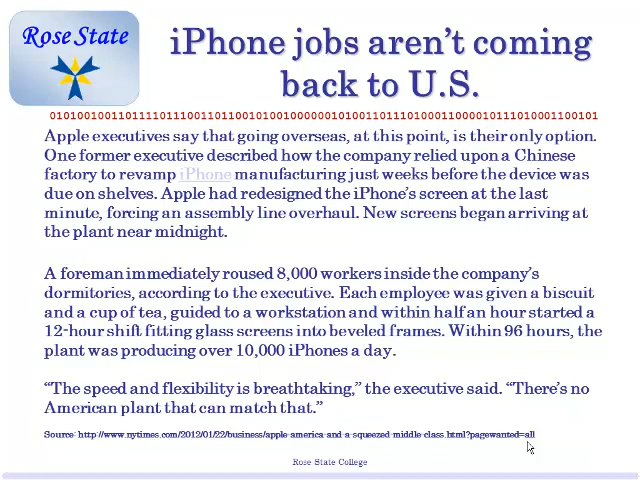 Rose State
iPhone jobs aren't coming
back to U.S.
01010010011011110111001101100101001000000101001101110100011000010111010001100101
Apple executives say that going overseas, at this point, is their only option.
One former executive described how the company relied upon a Chinese
factory to revamp iPhone manufacturing just weeks before the device was
due on shelves. Apple had redesigned the iPhone's screen at the last
minute, forcing an assembly line overhaul. New screens began arriving at
the plant near midnight.
A foreman immediately roused 8,000 workers inside the company's
dormitories, according to the executive. Each employee was given a biscuit
and a cup of tea, guided to a workstation and within half an hour started a
12-hour shift fitting glass screens into beveled frames. Within 96 hours, the
plant was producing over 10,000 iPhones a day.
“The speed and flexibility is breathtaking,” the executive said. “There's no
American plant that can match that.”
Source: http://www.nytimes.com/2012/01/22/business/apple-america-and-a-squeezed-middle-class.html?pagewanted=all
Rose State College